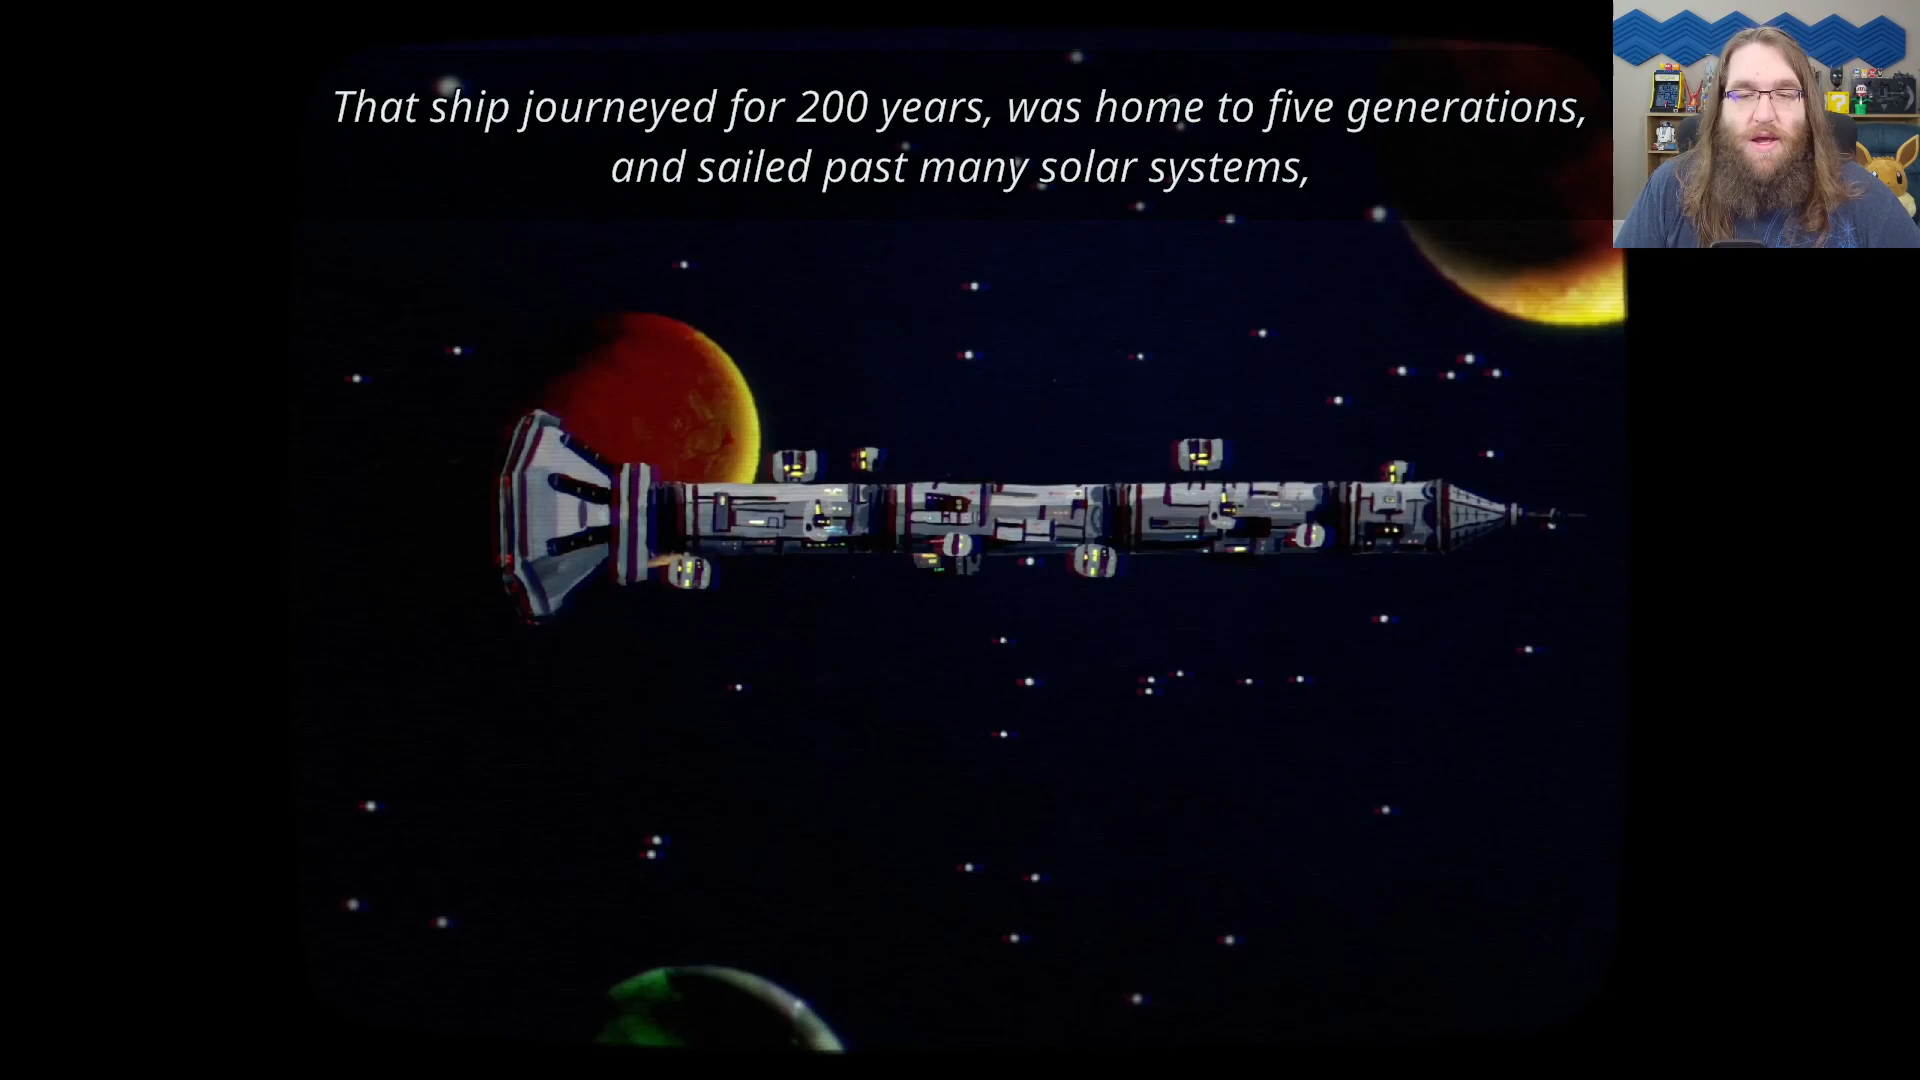 That ship journeyed for 200 years, was home to five generations,
and sailed past many solar systems,